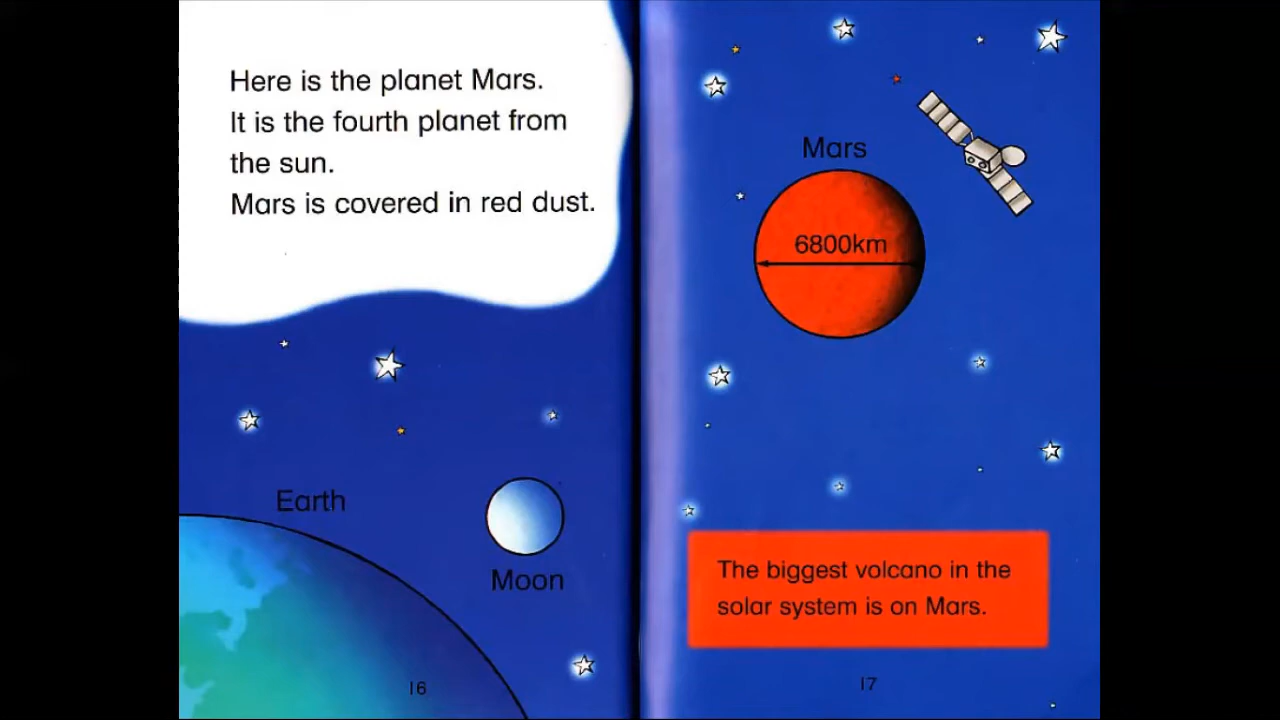 Here is the planet Mars.
It is the fourth planet from
the sun.
Mars is covered in red dust.
Earth
Moon
16
Mars
6800km
The biggest volcano in the
solar system is on Mars.
17